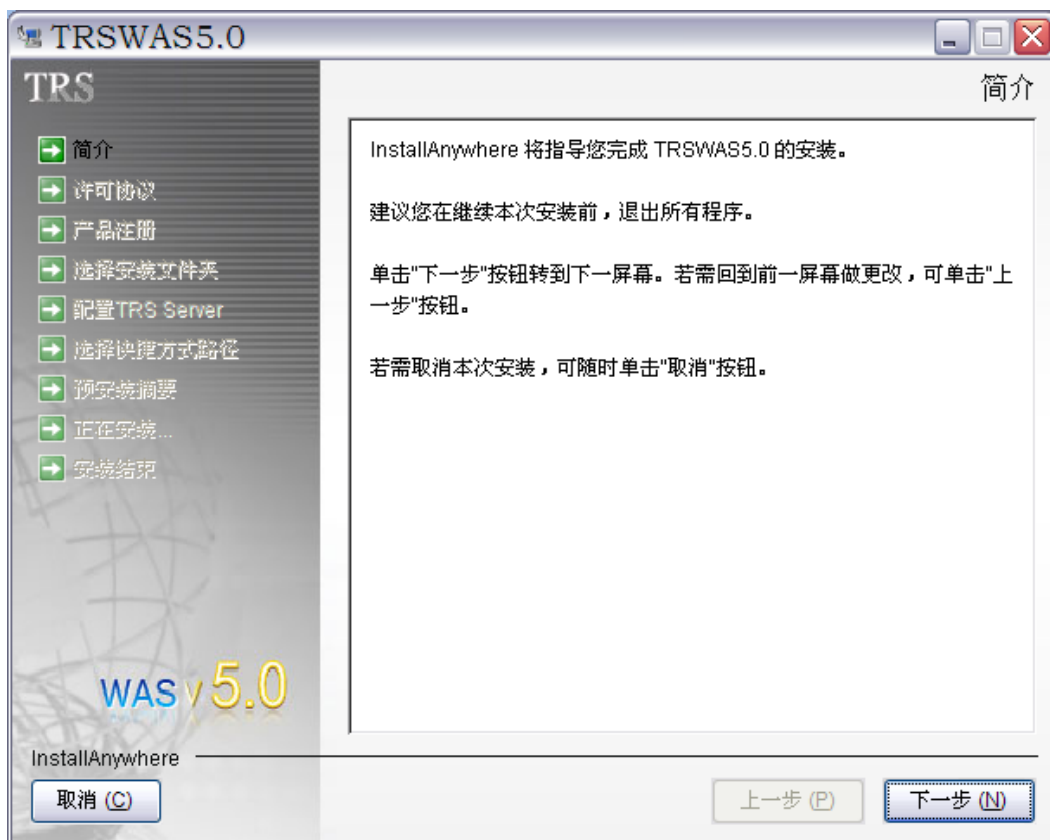 TRSWAS5.0
TRS
简介
简介
许可协议
产品注册
选择安装文件夹
配置TRS Server
选择快捷方式路径
预安装摘要
正在安装...
安装结束
InstallAnywhere 将指导您完成 TRSWAS5.0 的安装。
建议您在继续本次安装前，退出所有程序。
单击"下一步"按钮转到下一屏幕。若需回到前一屏幕做更改，可单击"上
一步"按钮。
若需取消本次安装，可随时单击"取消"按钮。
WAS v 5.0
InstallAnywhere
取消 (C)
上一步 (P)
下一步 (N)